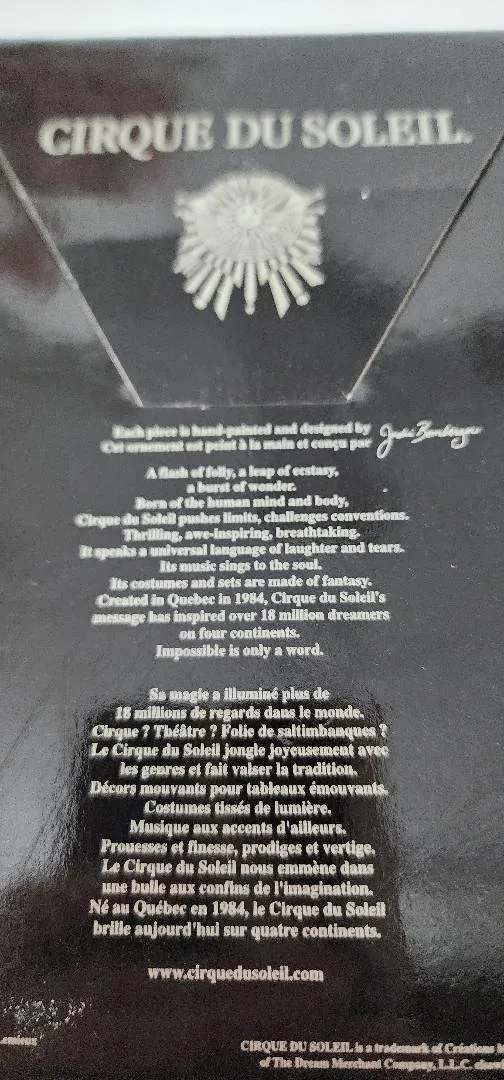 CIRQUE DU SOLEIL.
Each piece is hand-painted and designed by
Cet ornement est peint à la main et conçu par
A flash of folly, a leap of ecstasy,
a burst of wonder.
Born of the human mind and body,
Cirque du Soleil pushes limits, challenges conventions.
Thrilling, awe-inspiring, breathtaking.
It speaks a universal language of laughter and tears.
Its music sings to the soul.
Its costumes and sets are made of fantasy.
Created in Quebec in 1984, Cirque du Soleil's
message has inspired over 18 million dreamers
on four continents.
Impossible is only a word.
Sa magie a illuminé plus de
18 millions de regards dans le monde.
Cirque ? Théâtre ? Folie de saltimbanques ?
Le Cirque du Soleil jongle joyeusement avec
les genres et fait valser la tradition.
Décors mouvants pour tableaux émouvants.
Costumes tissés de lumière.
Musique aux accents d'ailleurs.
Prouesses et finesse, prodiges et vertige,
Le Cirque du Soleil nous emmène dans
une bulle aux confins de l'imagination.
Né au Québec en 1984, le Cirque du Soleil
brille aujourd'hui sur quatre continents.
www.cirquedusoleil.com
CIRQUE DU SOLEIL is a trademark of Créations
of The Dream Merchant Company, L.L.C.